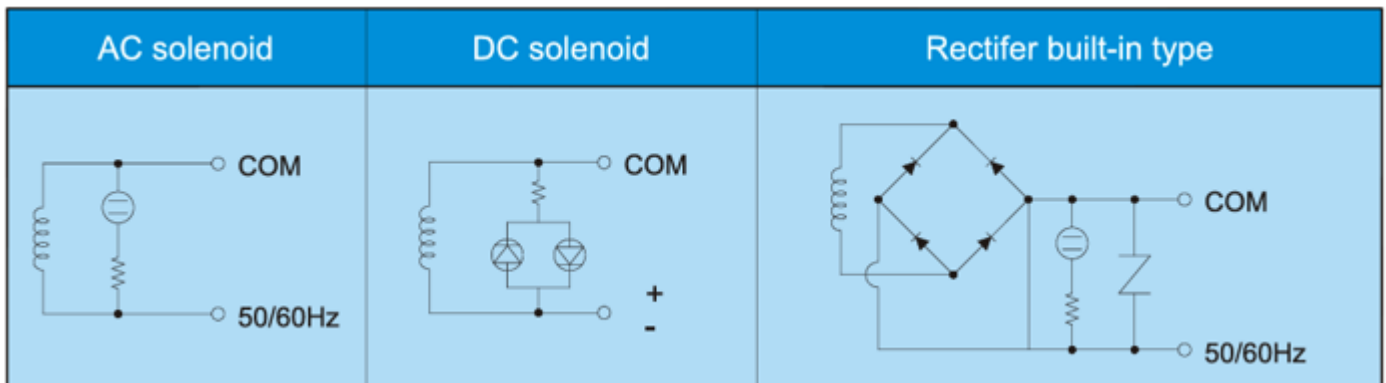 AC solenoid
DC solenoid
Rectifer built-in type
COM
50/60Hz
COM
+
-
COM
50/60Hz